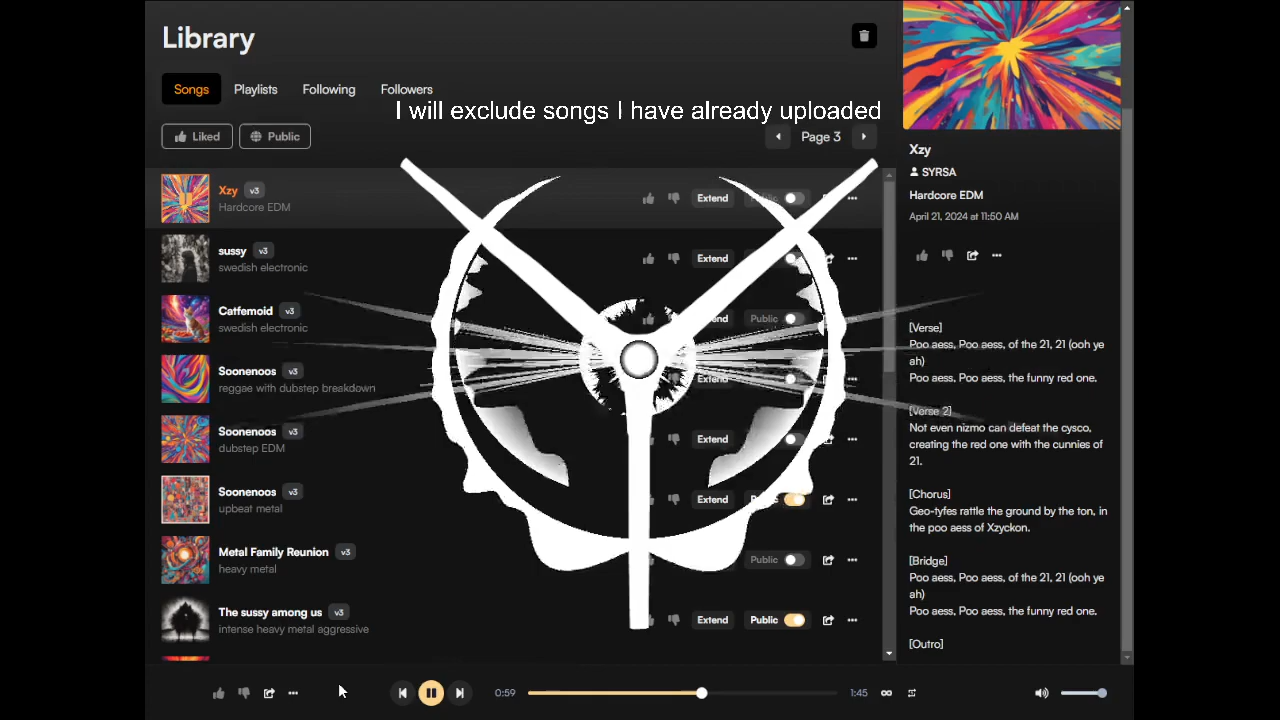 Library
Songs Playlists Following Followers
I will exclude songs I have already uploaded
Liked Public Page 3
Xzy v3
Hardcore EDM
Extend
sussy v3
swedish electronic
Extend
Catfemoid v3
swedish electronic
Public
Soonenoos v3
reggae with dubstep breakdown
Extend
Soonenoos v3
dubstep EDM
Extend
Soonenoos v3
upbeat metal
Extend
Metal Family Reunion v3
heavy metal
Public
The sussy among us v3
intense heavy metal aggressive
Extend Public
0:59 1:45
Xzy
SYRSA
Hardcore EDM
April 21, 2024 at 11:50 AM
[Verse]
Poo aess, Poo aess, of the 21, 21 (ooh ye
ah)
Poo aess, Poo aess, the funny red one.
[Verse 2]
Not even nizmo can defeat the cysco,
creating the red one with the cunnies of
21.
[Chorus]
Geo-tyfes rattle the ground by the ton, in
the poo aess of Xzyckon.
[Bridge]
Poo aess, Poo aess, of the 21, 21 (ooh ye
ah)
Poo aess, Poo aess, the funny red one.
[Outro]